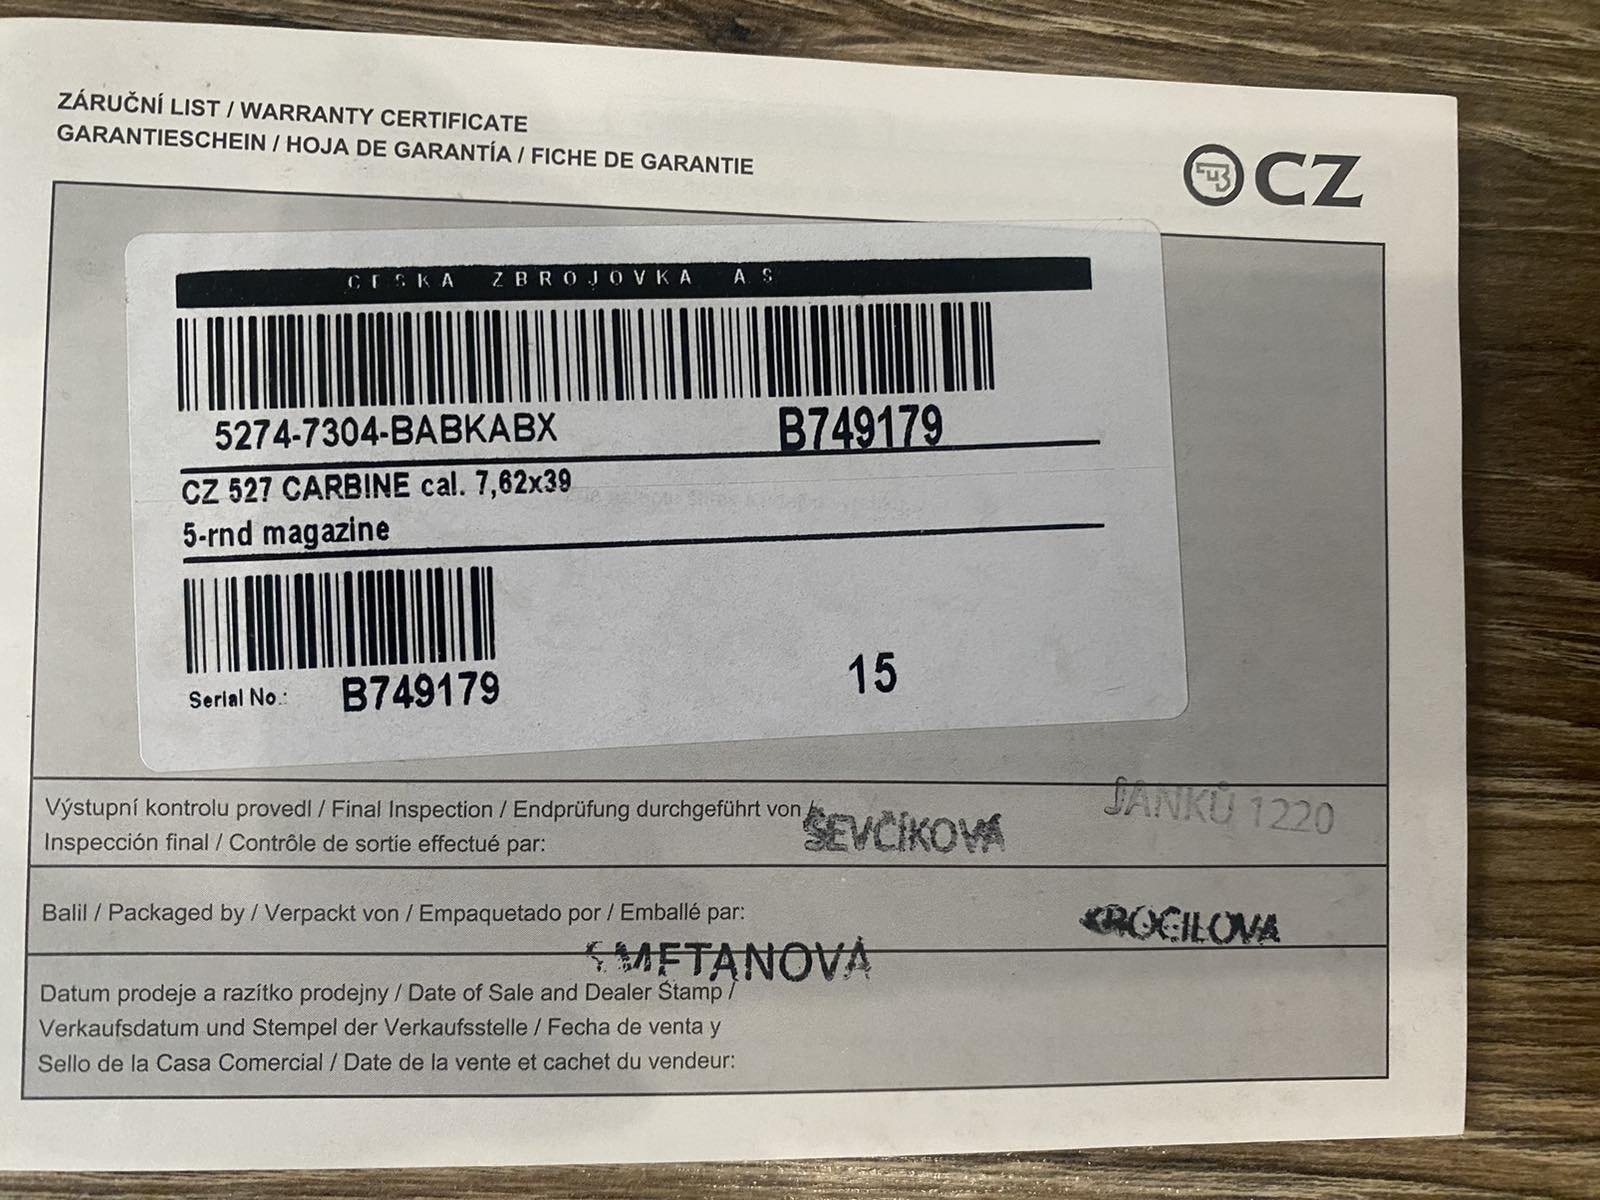 ZÁRUČNÍ LIST / WARRANTY CERTIFICATE
GARANTIESCHEIN / HOJA DE GARANTÍA / FICHE DE GARANTIE
CZ
CESKA ZBROJOVKA AS
5274-7304-BABKABX B749179
CZ 527 CARBINE cal. 7,62x39
5-rnd magazine
Serial No.: B749179
15
Výstupní kontrolu provedl / Final Inspection / Endprüfung durchgeführt von /
Inspección final / Contrôle de sortie effectué par:
ŠEVČÍKOVÁ
JANKŮ 1220
Balil / Packaged by / Verpackt von / Empaquetado por / Emballé par:
KROČILOVA
SMETANOVÁ
Datum prodeje a razítko prodejny / Date of Sale and Dealer Stamp /
Verkaufsdatum und Stempel der Verkaufsstelle / Fecha de venta y
Sello de la Casa Comercial / Date de la vente et cachet du vendeur: